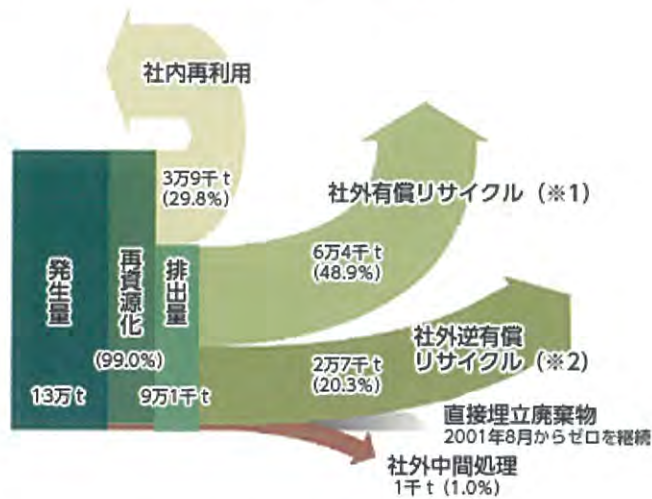 社内再利用
3万9千t
(29.8%)
社外有償リサイクル（※1）
6万4千t
(48.9%)
発生量
13万t
再資源化
(99.0%)
排出量
9万1千t
社外逆有償
リサイクル（※2）
2万7千t
(20.3%)
直接埋立廃棄物
2001年8月からゼロを継続
社外中間処理
1千t (1.0%)